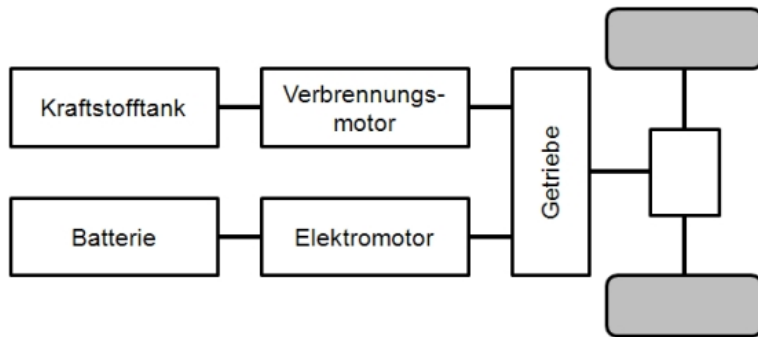 Kraftstofftank
Verbrennungs-
motor
Getriebe
Batterie
Elektromotor